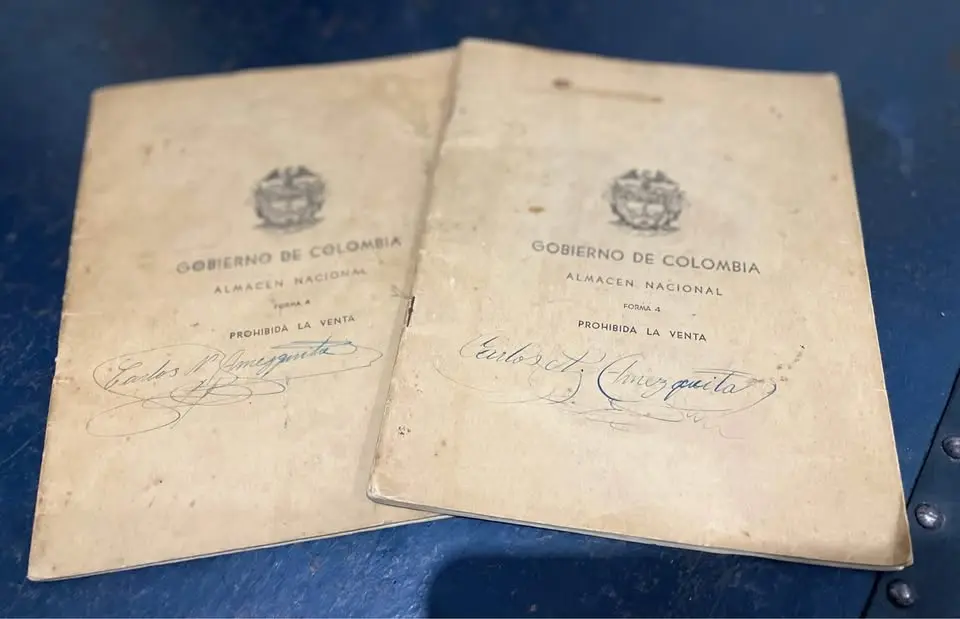 GOBIERNO DE COLOMBIA
ALMACEN NACIONAL
FORMA 4
PROHIBIDA LA VENTA
Carlos N. Amezquita
GOBIERNO DE COLOMBIA
ALMACEN NACIONAL
FORMA 4
PROHIBIDA LA VENTA
Carlos N. Amezquita